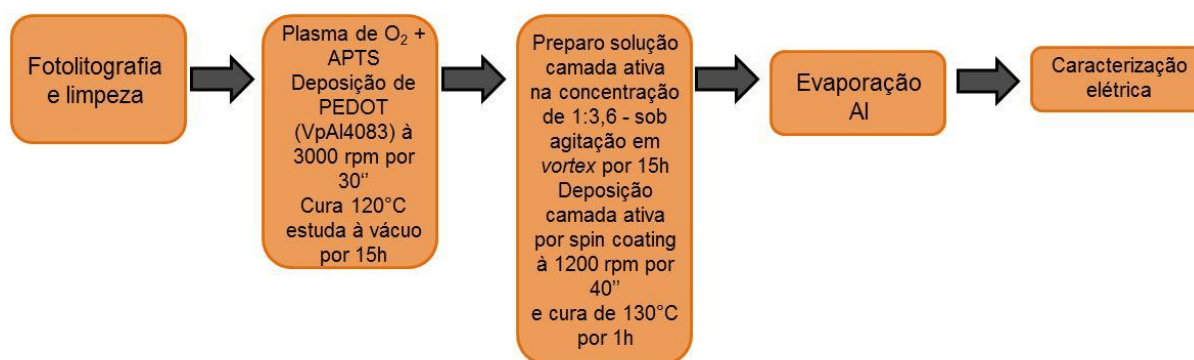 Fotolitografia
e limpeza
Plasma de O₂ +
APTS
Deposição de
PEDOT
(VpAl4083) à
3000 rpm por
30‘’
Cura 120°C
estuda à vácuo
por 15h
Preparo solução
camada ativa
na concentração
de 1:3,6 - sob
agitação em
vortex por 15h
Deposição
camada ativa
por spin coating
à 1200 rpm por
40’’
e cura de 130°C
por 1h
Evaporação
Al
Caracterização
elétrica